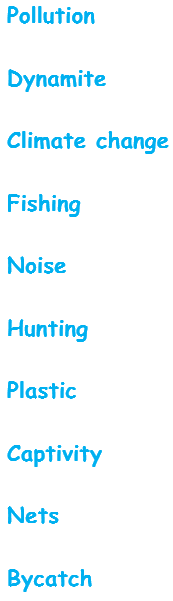 Pollution
Dynamite
Climate change
Fishing
Noise
Hunting
Plastic
Captivity
Nets
Bycatch